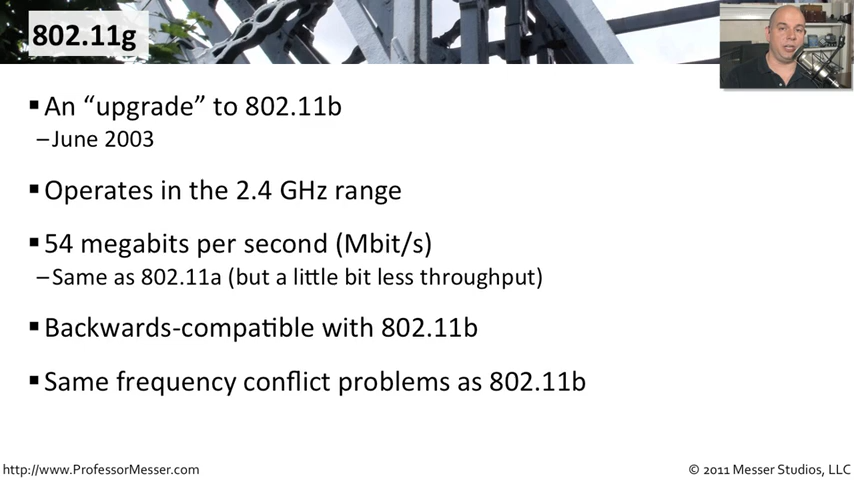 802.11g
▪ An “upgrade” to 802.11b
– June 2003
▪ Operates in the 2.4 GHz range
▪ 54 megabits per second (Mbit/s)
– Same as 802.11a (but a little bit less throughput)
▪ Backwards-compatible with 802.11b
▪ Same frequency conflict problems as 802.11b
http://www.ProfessorMesser.com
© 2011 Messer Studios, LLC